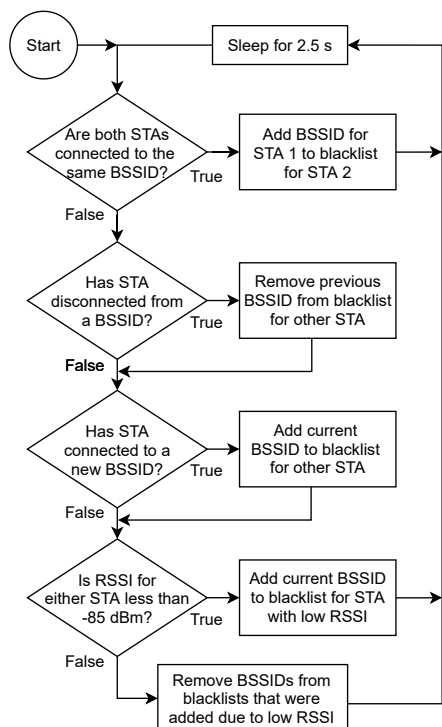 Start
Sleep for 2.5 s
Are both STAs
connected to the
same BSSID?
True
Add BSSID for
STA 1 to blacklist
for STA 2
False
Has STA
disconnected from
a BSSID?
True
Remove previous
BSSID from blacklist
for other STA
False
Has STA
connected to a
new BSSID?
True
Add current
BSSID to blacklist
for other STA
False
Is RSSI for
either STA less than
-85 dBm?
True
Add current BSSID
to blacklist for STA
with low RSSI
False
Remove BSSIDs from
blacklists that were
added due to low RSSI